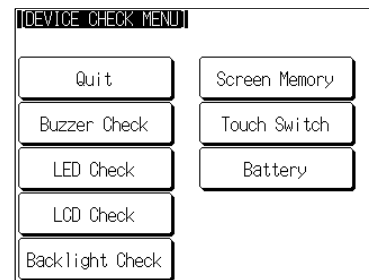 [DEVICE CHECK MENU]
Quit
Buzzer Check
LED Check
LCD Check
Backlight Check
Screen Memory
Touch Switch
Battery